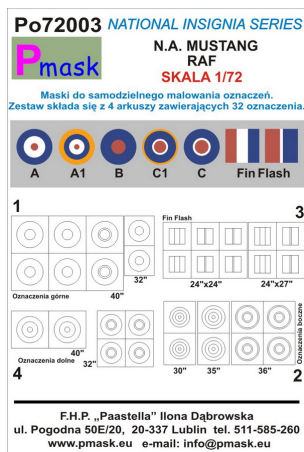 Po72003 NATIONAL INSIGNIA SERIES
Pmask
N.A. MUSTANG
RAF
SKALA 1/72
Maski do samodzielnego malowania oznaczeń.
Zestaw składa się z 4 arkuszy zawierających 32 oznaczenia.
A A1 B C1 C Fin Flash
1
32"
Oznaczenia górne 40"
3
Fin Flash
24"x24" 24"x27"
40"
Oznaczenia dolne 32"
4
30" 35" 36"
Oznaczenia boczne
2
F.H.P. „Paastella” Ilona Dąbrowska
ul. Pogodna 50E/20, 20-337 Lublin tel. 511-585-260
www.pmask.eu e-mail: info@pmask.eu